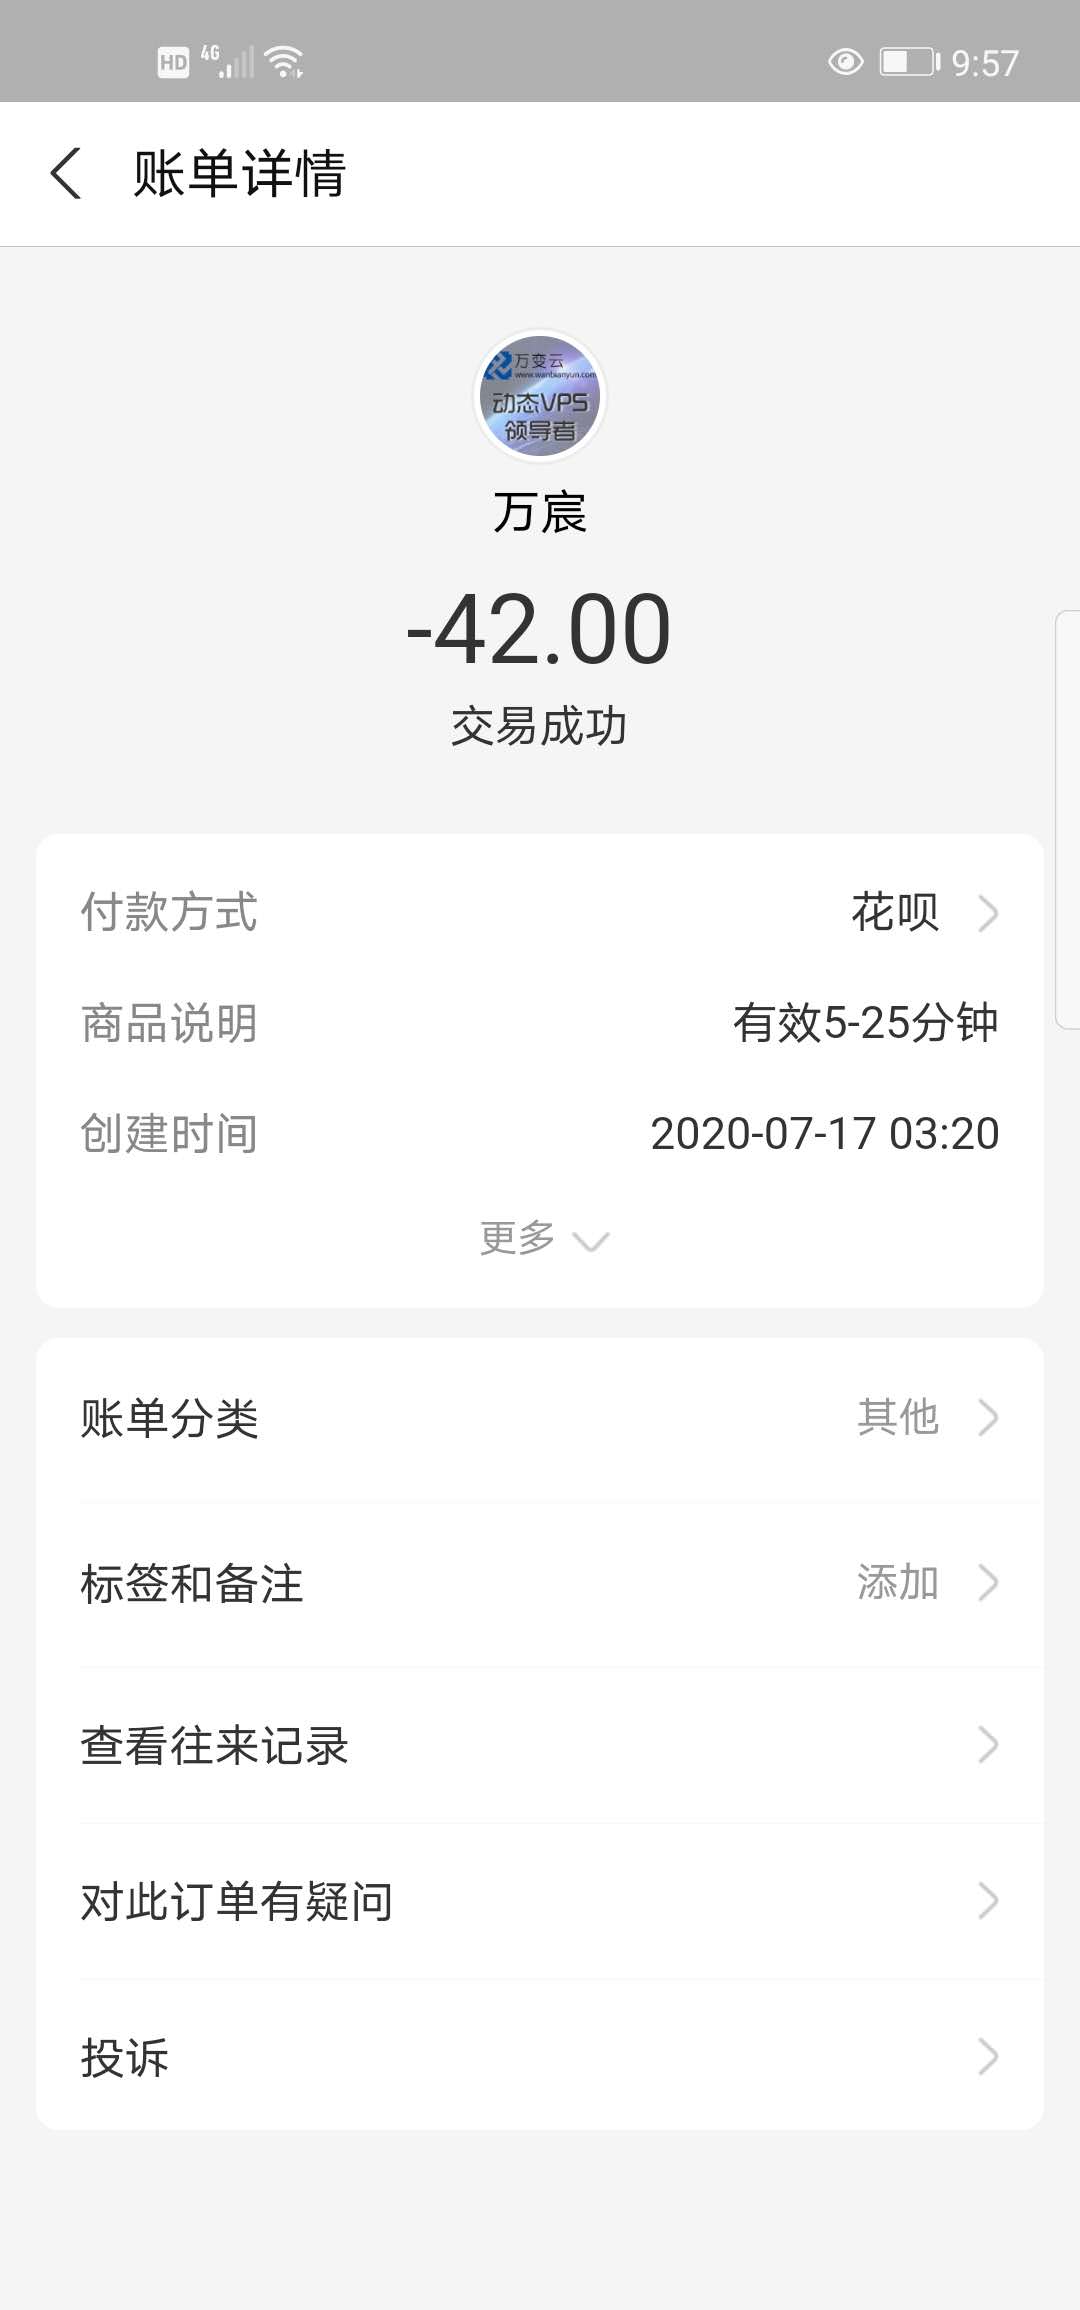 HD 4G 9:57
账单详情
万变云
www.wanbianyun.com
动态VPS
领导者
万宸
-42.00
交易成功
付款方式 花呗
商品说明 有效5-25分钟
创建时间 2020-07-17 03:20
更多
账单分类 其他
标签和备注 添加
查看往来记录
对此订单有疑问
投诉